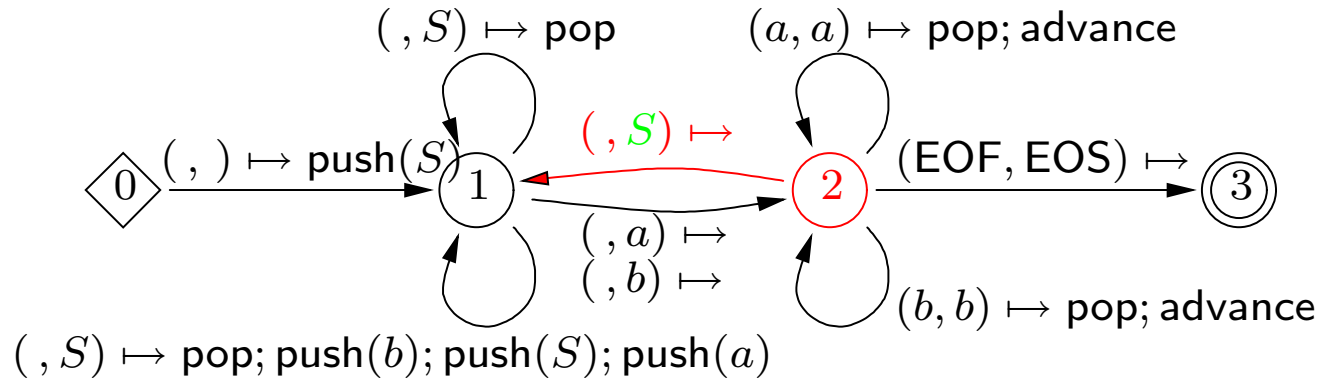 ( , S) ↦ pop
(a, a) ↦ pop; advance
( , S) ↦
( , ) ↦ push(S)
(EOF, EOS) ↦
0
1
2
3
( , a) ↦
( , b) ↦
(b, b) ↦ pop; advance
( , S) ↦ pop; push(b); push(S); push(a)